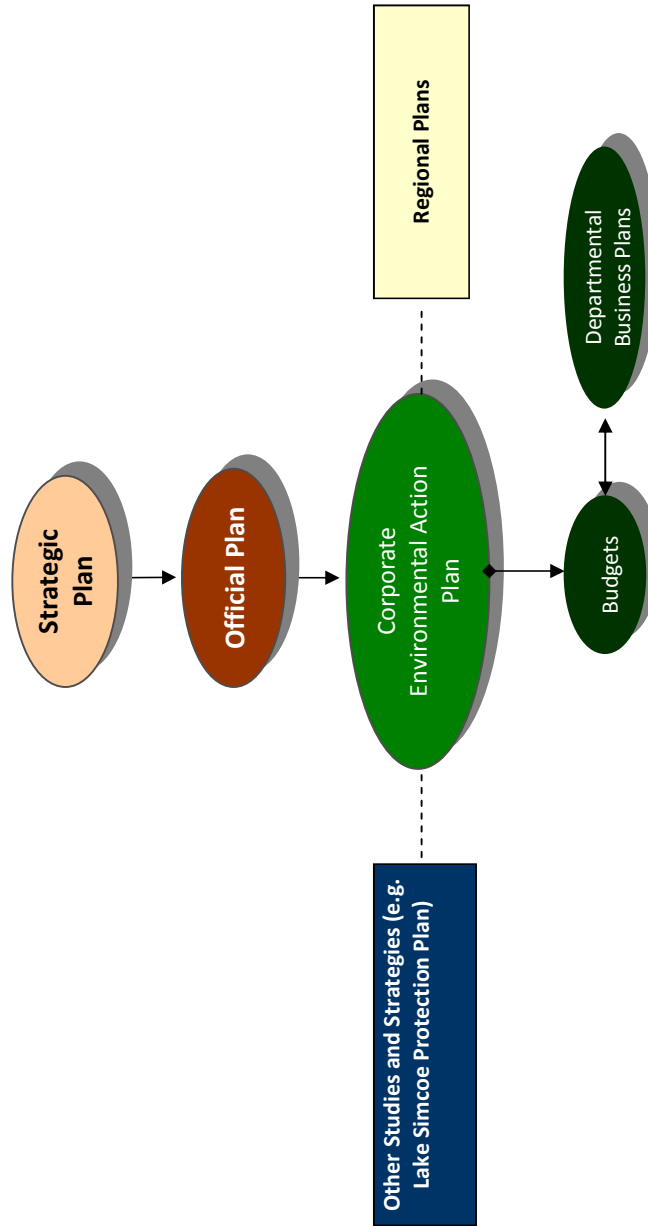 Strategic
Plan
Official Plan
Other Studies and Strategies (e.g.
Lake Simcoe Protection Plan)
Corporate
Environmental Action
Plan
Regional Plans
Budgets
Departmental
Business Plans